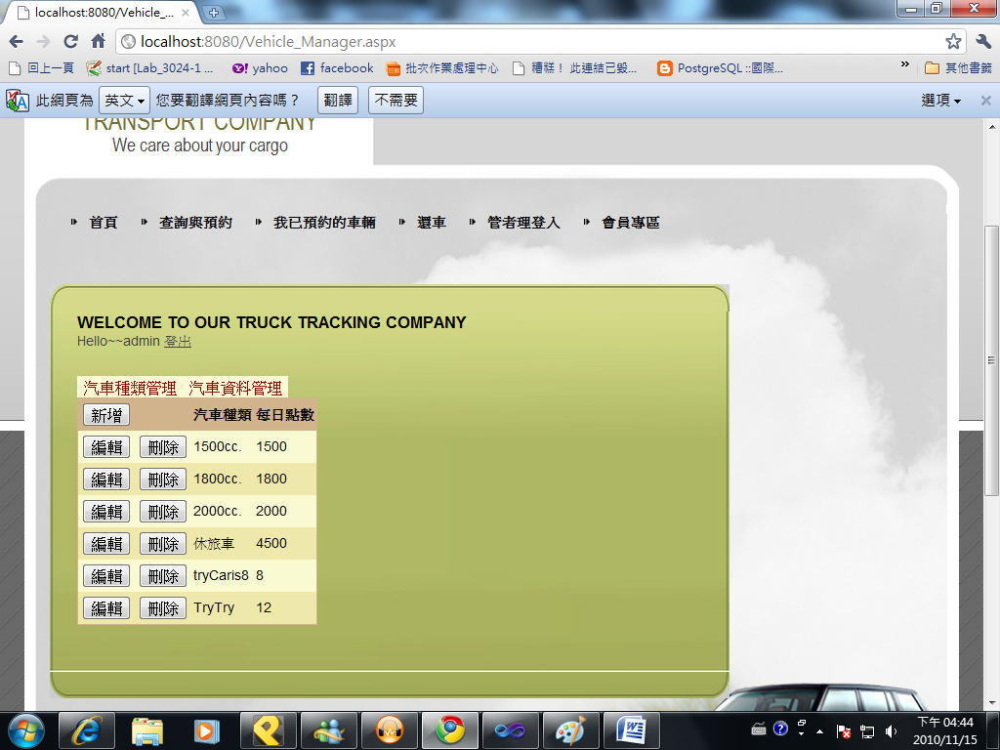 localhost:8080/Vehicle_...
localhost:8080/Vehicle_Manager.aspx
回上一頁 start [Lab_3024-1 ... yahoo facebook 批次作業處理中心 糟糕！此連結已毀... PostgreSQL ::國際... » 其他書籤
此網頁為 英文 您要翻譯網頁內容嗎？ 翻譯 不需要 選項
TRANSPORT COMPANY
We care about your cargo
首頁 查詢與預約 我已預約的車輛 還車 管者理登入 會員專區
WELCOME TO OUR TRUCK TRACKING COMPANY
Hello~~admin 登出
汽車種類管理 汽車資料管理
新增 汽車種類 每日點數
編輯 刪除 1500cc. 1500
編輯 刪除 1800cc. 1800
編輯 刪除 2000cc. 2000
編輯 刪除 休旅車 4500
編輯 刪除 tryCaris8 8
編輯 刪除 TryTry 12
下午 04:44
2010/11/15